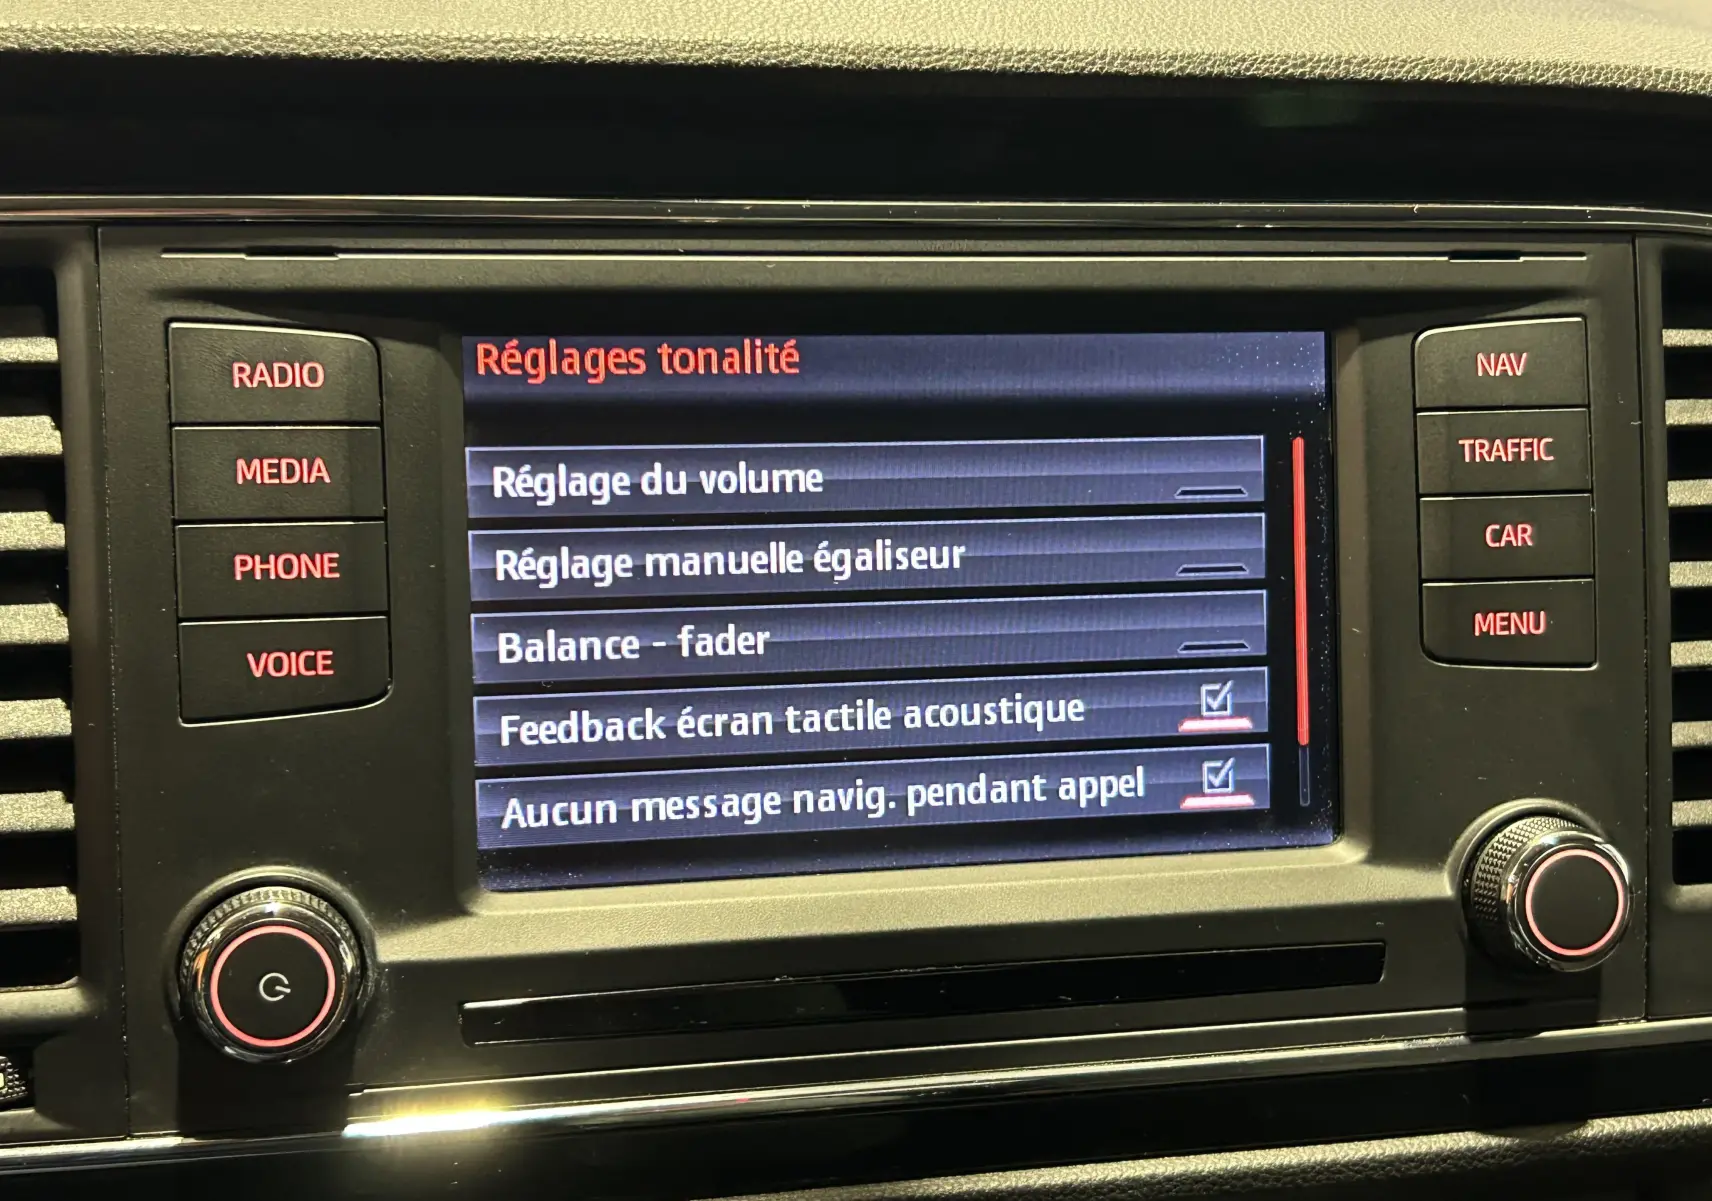 RADIO
MEDIA
PHONE
VOICE
Réglages tonalité
Réglage du volume
Réglage manuelle égaliseur
Balance - fader
Feedback écran tactile acoustique
Aucun message navig. pendant appel
NAV
TRAFFIC
CAR
MENU